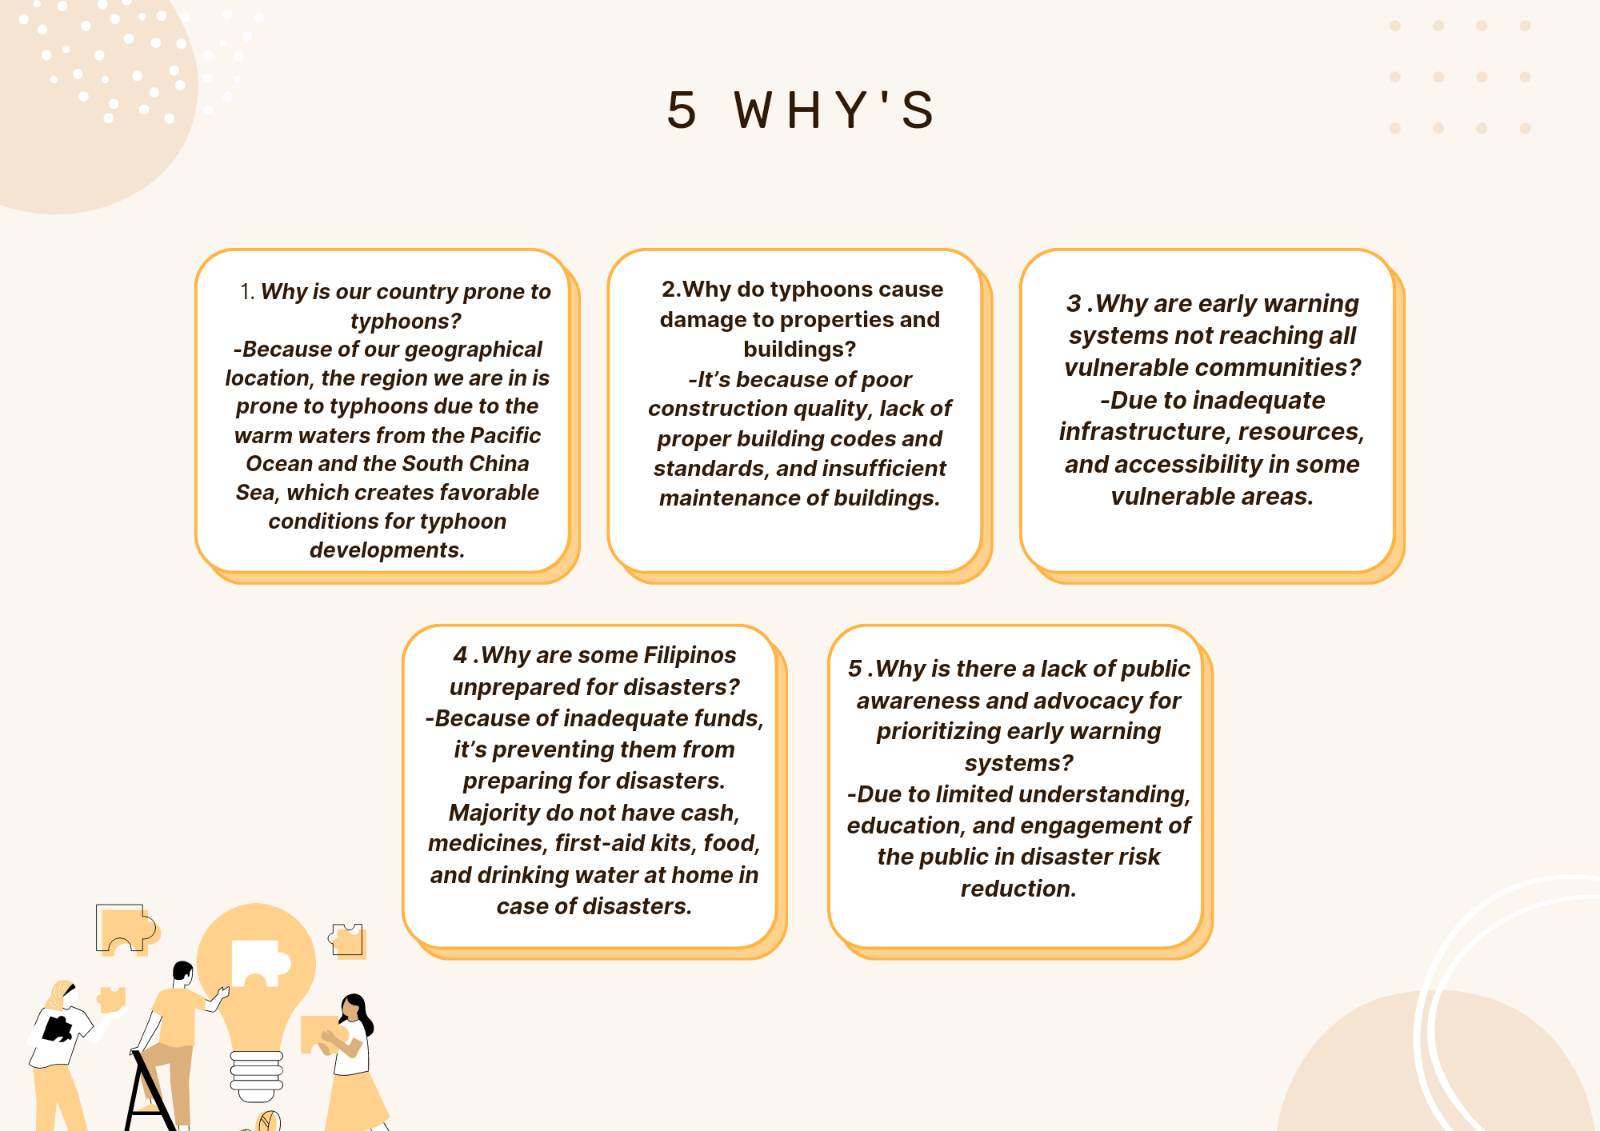 5 WHY'S
1. Why is our country prone to
typhoons?
-Because of our geographical
location, the region we are in is
prone to typhoons due to the
warm waters from the Pacific
Ocean and the South China
Sea, which creates favorable
conditions for typhoon
developments.
2.Why do typhoons cause
damage to properties and
buildings?
-It’s because of poor
construction quality, lack of
proper building codes and
standards, and insufficient
maintenance of buildings.
3 .Why are early warning
systems not reaching all
vulnerable communities?
-Due to inadequate
infrastructure, resources,
and accessibility in some
vulnerable areas.
4 .Why are some Filipinos
unprepared for disasters?
-Because of inadequate funds,
it’s preventing them from
preparing for disasters.
Majority do not have cash,
medicines, first-aid kits, food,
and drinking water at home in
case of disasters.
5 .Why is there a lack of public
awareness and advocacy for
prioritizing early warning
systems?
-Due to limited understanding,
education, and engagement of
the public in disaster risk
reduction.